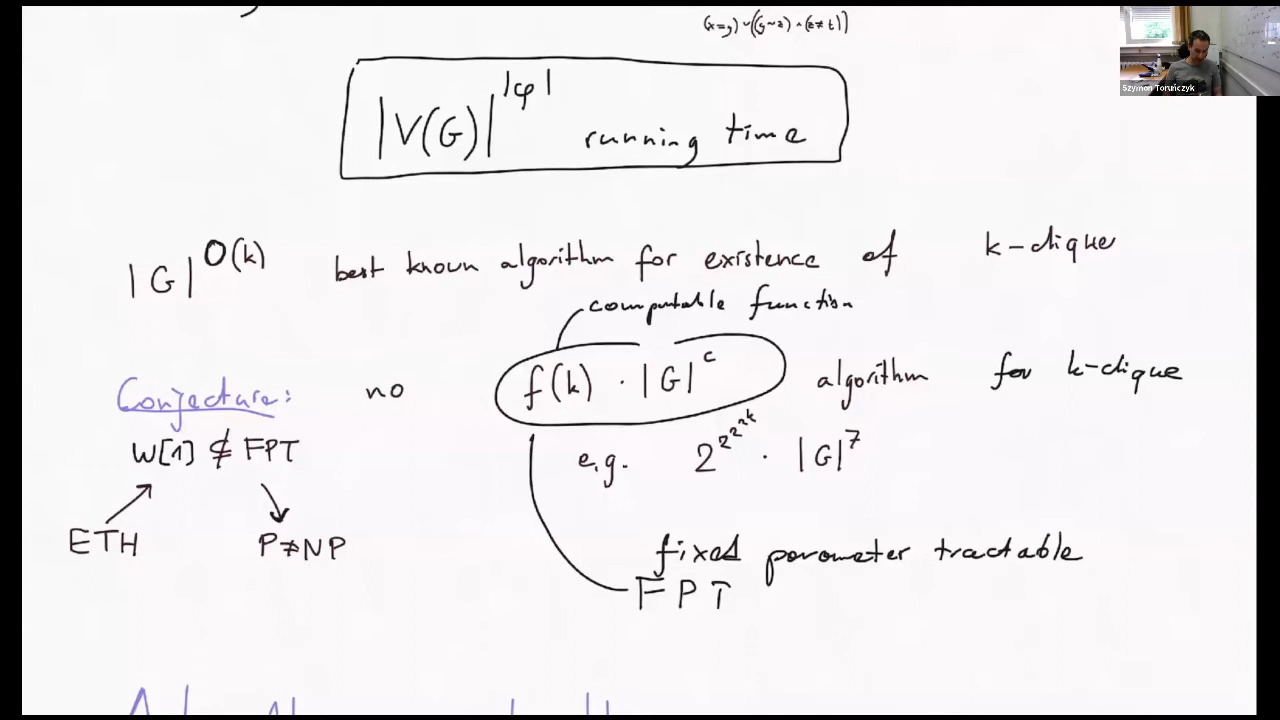 (x=y) ∨ ((y~z) ∧ (z≠t))
Szymon Toruńczyk
|V(G)|^|φ| running time
|G|^O(k) best known algorithm for existence of k-clique
computable function
Conjecture: no f(k) · |G|^c algorithm for k-clique
W[1] ⊄ FPT
e.g. 2^2^2^2^k · |G|^7
ETH P≠NP
fixed parameter tractable
FPT